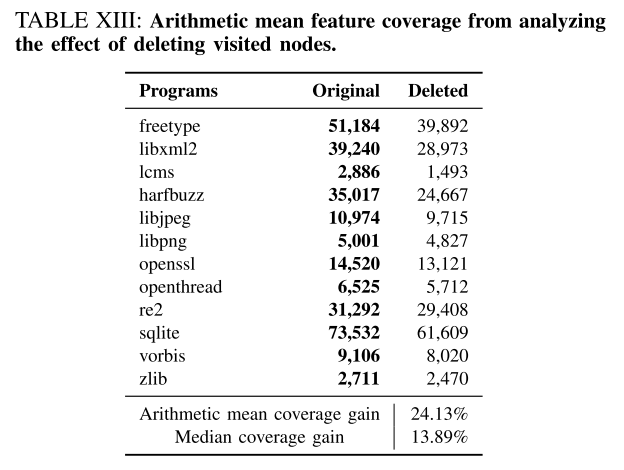 TABLE XIII: Arithmetic mean feature coverage from analyzing
the effect of deleting visited nodes.
Programs Original Deleted
freetype 51,184 39,892
libxml2 39,240 28,973
lcms 2,886 1,493
harfbuzz 35,017 24,667
libjpeg 10,974 9,715
libpng 5,001 4,827
openssl 14,520 13,121
openthread 6,525 5,712
re2 31,292 29,408
sqlite 73,532 61,609
vorbis 9,106 8,020
zlib 2,711 2,470
Arithmetic mean coverage gain 24.13%
Median coverage gain 13.89%